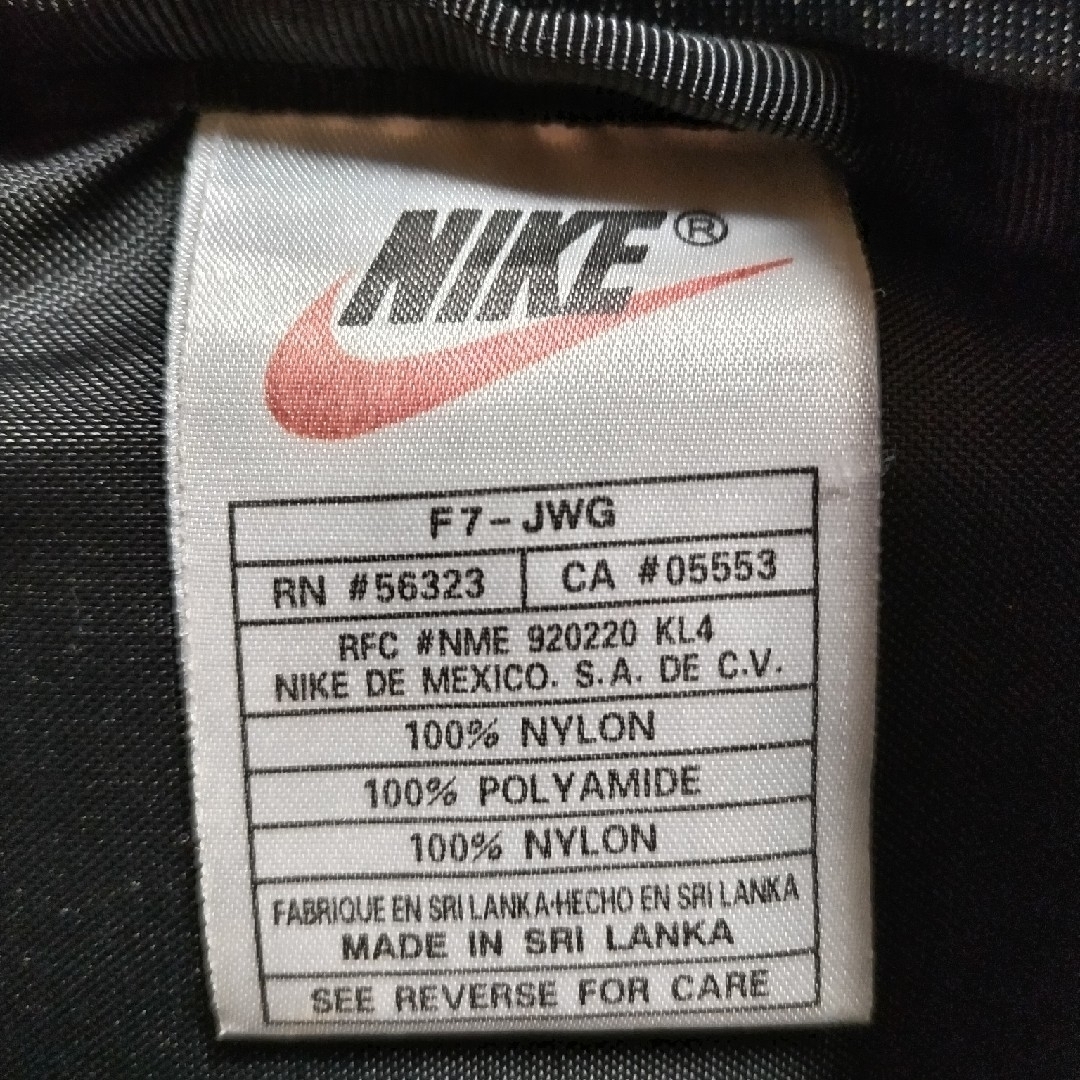 NIKE®
F7-JWG
RN #56323 CA #05553
RFC #NME 920220 KL4
NIKE DE MEXICO. S.A. DE C.V.
100% NYLON
100% POLYAMIDE
100% NYLON
FABRIQUE EN SRI LANKA•HECHO EN SRI LANKA
MADE IN SRI LANKA
SEE REVERSE FOR CARE